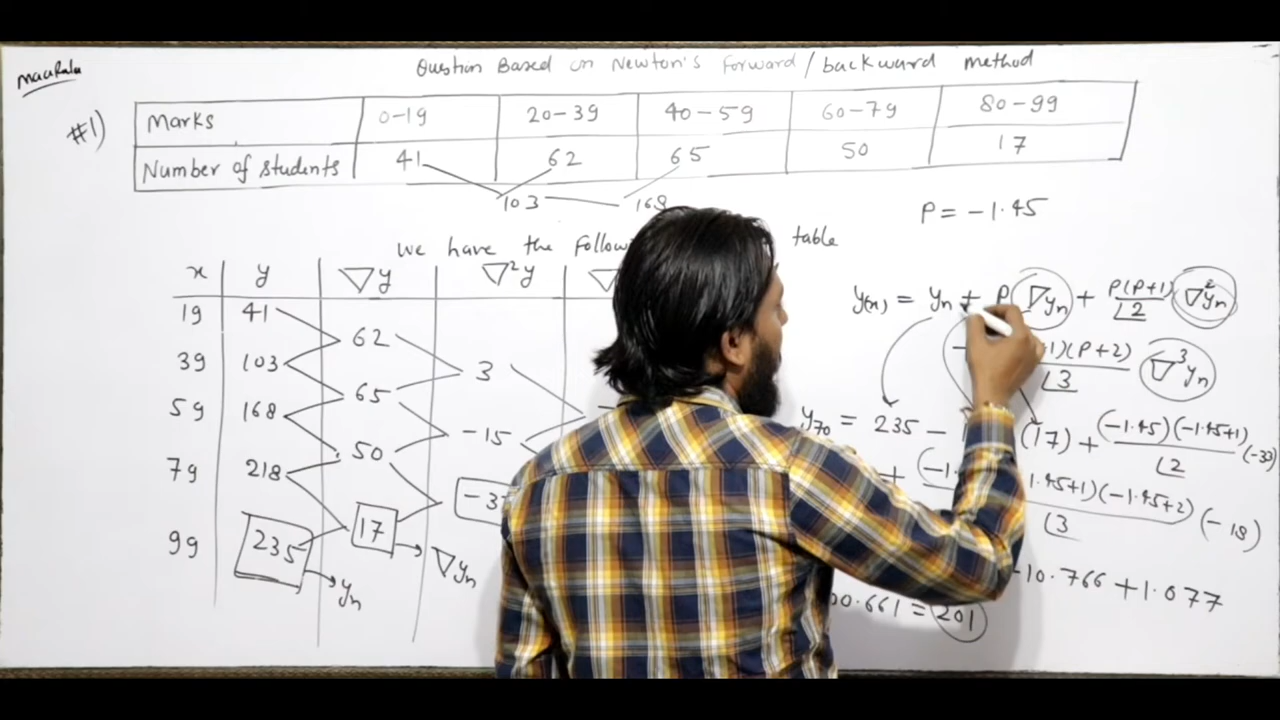 Question Based on Newton's Forward / backward method
#1)
Marks 0-19 20-39 40-59 60-79 80-99
Number of students 41 62 65 50 17
103 168
P = -1.45
we have the table
x y ∇y ∇²y
19 41
62
39 103 3
65
59 168 -15
50
79 218
17
99 235
∇yn
yn
y(x) = yn + P ∇yn + P(P+1)/∠2 ∇²yn
1)(P+2)/∠3 ∇³yn
y70 = 235 - (17) + (-1.45)(-1.45+1)/∠2 (-33)
+ 1.45+1)(-1.45+2)/∠3 (-18)
-10.766 + 1.077
00.661 = 201